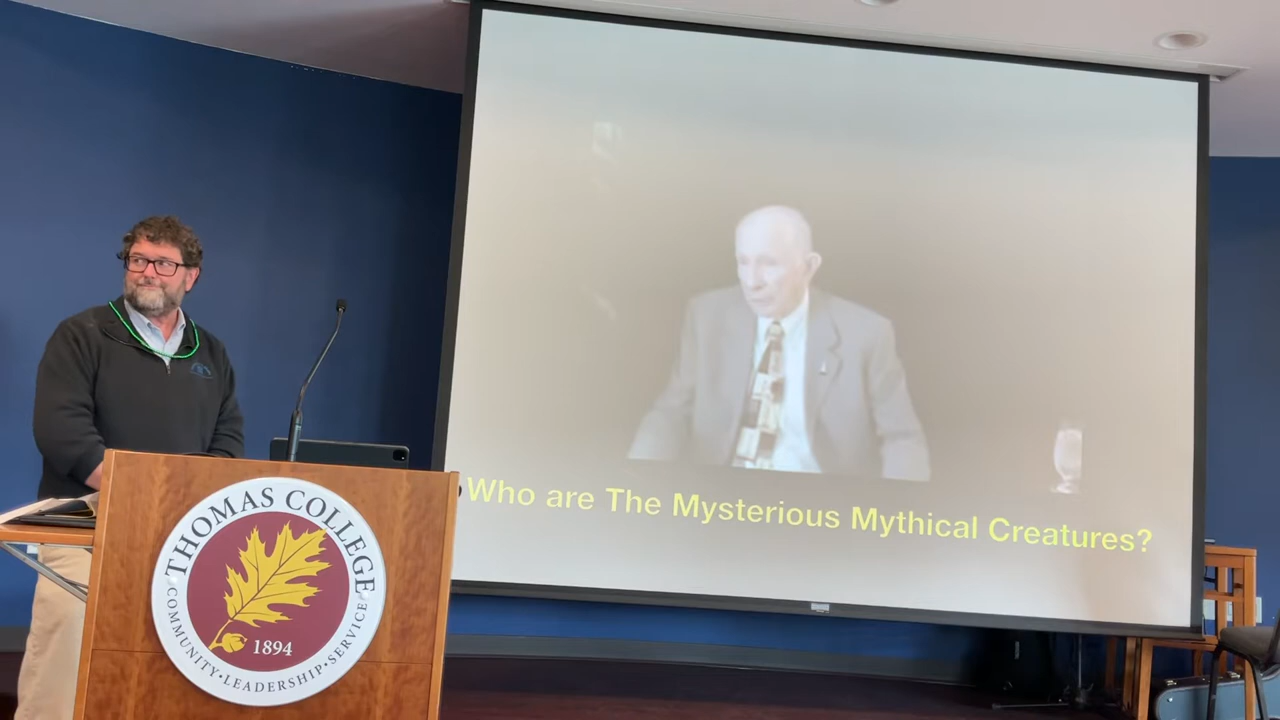 Who are The Mysterious Mythical Creatures?
THOMAS COLLEGE
1894
COMMUNITY•LEADERSHIP•SERVICE